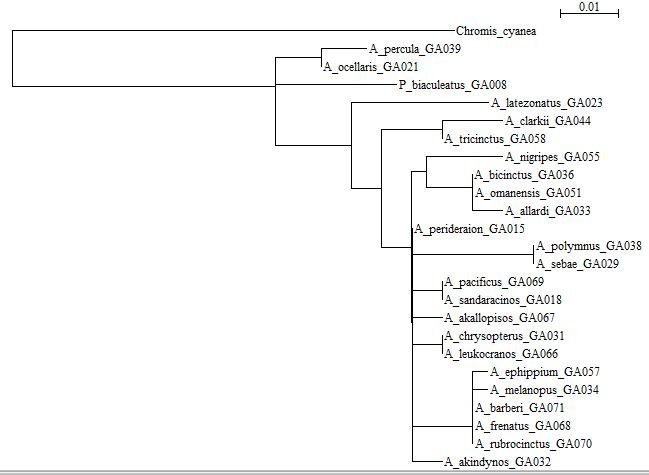 0.01
Chromis_cyanea
A_percula_GA039
A_ocellaris_GA021
P_biaculeatus_GA008
A_latezonatus_GA023
A_clarkii_GA044
A_tricinctus_GA058
A_nigripes_GA055
A_bicinctus_GA036
A_omanensis_GA051
A_allardi_GA033
A_perideraion_GA015
A_polymnus_GA038
A_sebae_GA029
A_pacificus_GA069
A_sandaracinos_GA018
A_akallopisos_GA067
A_chrysopterus_GA031
A_leukocranos_GA066
A_ephippium_GA057
A_melanopus_GA034
A_barberi_GA071
A_frenatus_GA068
A_rubrocinctus_GA070
A_akindynos_GA032